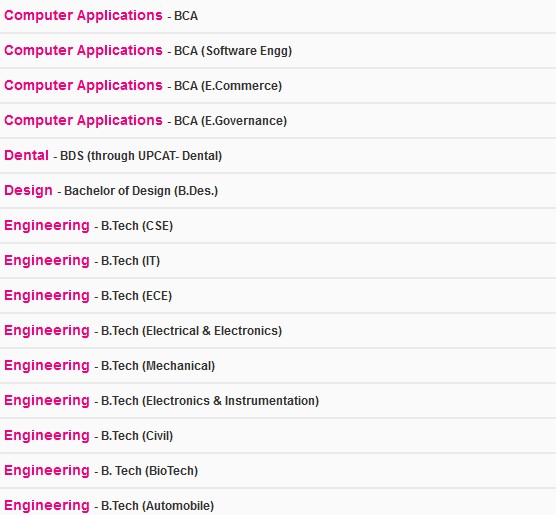 Computer Applications - BCA
Computer Applications - BCA (Software Engg)
Computer Applications - BCA (E.Commerce)
Computer Applications - BCA (E.Governance)
Dental - BDS (through UPCAT- Dental)
Design - Bachelor of Design (B.Des.)
Engineering - B.Tech (CSE)
Engineering - B.Tech (IT)
Engineering - B.Tech (ECE)
Engineering - B.Tech (Electrical & Electronics)
Engineering - B.Tech (Mechanical)
Engineering - B.Tech (Electronics & Instrumentation)
Engineering - B.Tech (Civil)
Engineering - B. Tech (BioTech)
Engineering - B.Tech (Automobile)